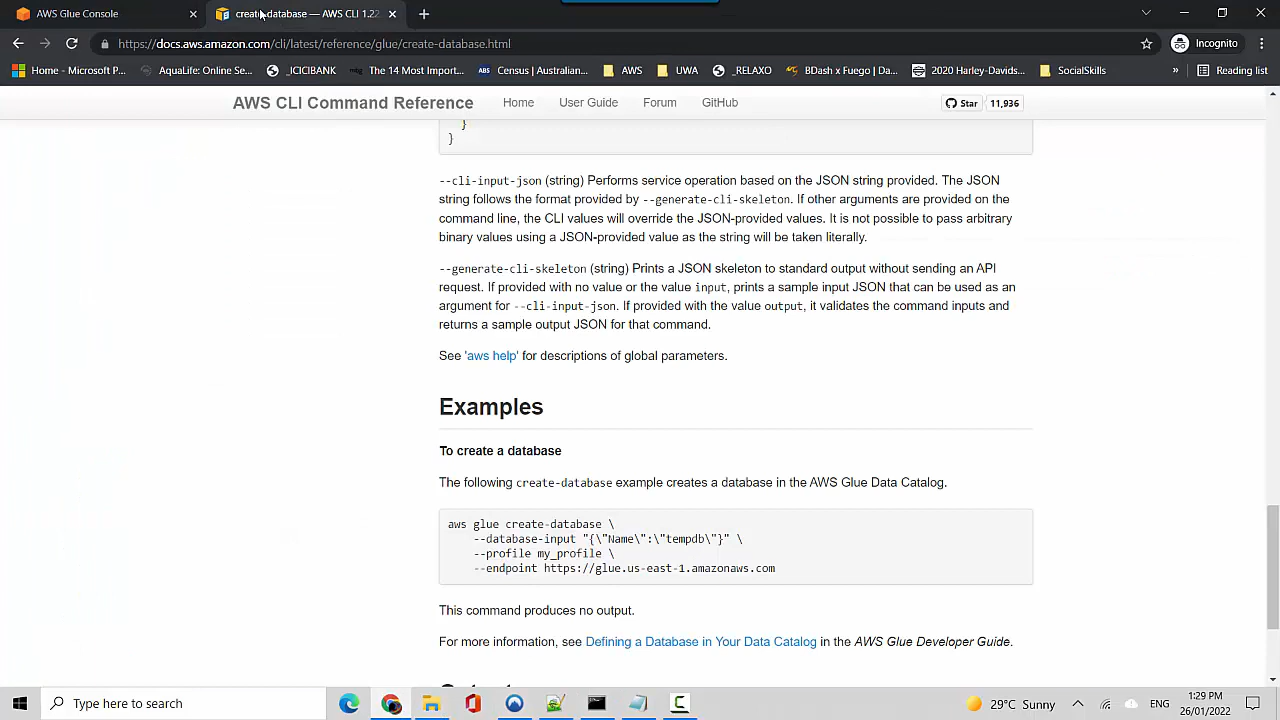 AWS Glue Console
create-database — AWS CLI 1.22
https://docs.aws.amazon.com/cli/latest/reference/glue/create-database.html
Incognito
Home - Microsoft P...
AquaLife: Online Se...
_ICICIBANK
The 14 Most Import...
Census | Australian...
AWS
UWA
_RELAXO
BDash x Fuego | Da...
2020 Harley-Davids...
SocialSkills
»
Reading list
AWS CLI Command Reference
Home
User Guide
Forum
GitHub
Star
11,936
}
}
--cli-input-json (string) Performs service operation based on the JSON string provided. The JSON
string follows the format provided by --generate-cli-skeleton. If other arguments are provided on the
command line, the CLI values will override the JSON-provided values. It is not possible to pass arbitrary
binary values using a JSON-provided value as the string will be taken literally.
--generate-cli-skeleton (string) Prints a JSON skeleton to standard output without sending an API
request. If provided with no value or the value input, prints a sample input JSON that can be used as an
argument for --cli-input-json. If provided with the value output, it validates the command inputs and
returns a sample output JSON for that command.
See 'aws help' for descriptions of global parameters.
Examples
To create a database
The following create-database example creates a database in the AWS Glue Data Catalog.
aws glue create-database \
--database-input "{\"Name\":\"tempdb\"}" \
--profile my_profile \
--endpoint https://glue.us-east-1.amazonaws.com
This command produces no output.
For more information, see Defining a Database in Your Data Catalog in the AWS Glue Developer Guide.
Type here to search
29°C Sunny
ENG
1:29 PM
26/01/2022